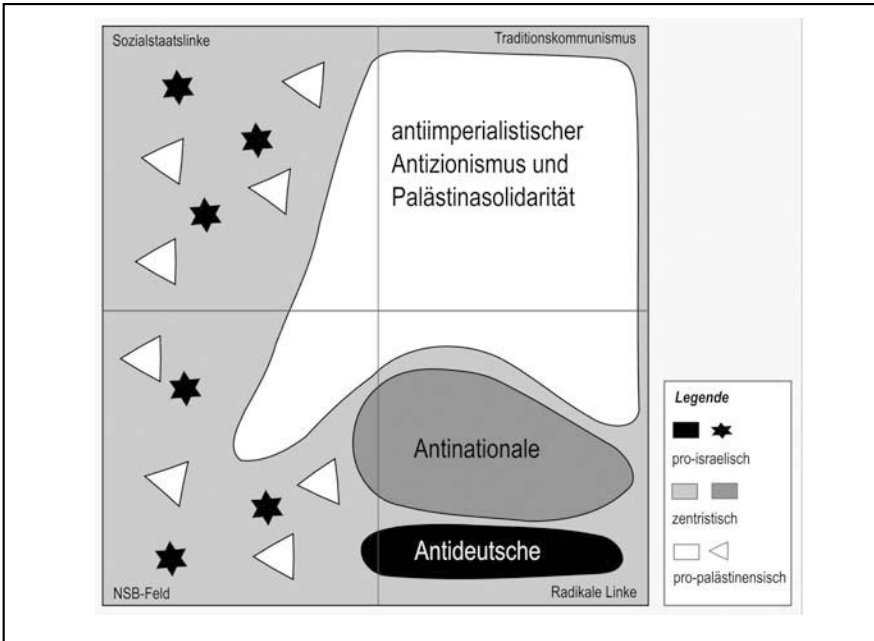 Sozialstaatslinke
Traditionskommunismus
antiimperialistischer
Antizionismus und
Palästinasolidarität
Antinationale
Antideutsche
NSB-Feld
Radikale Linke
Legende
pro-israelisch
zentristisch
pro-palästinensisch